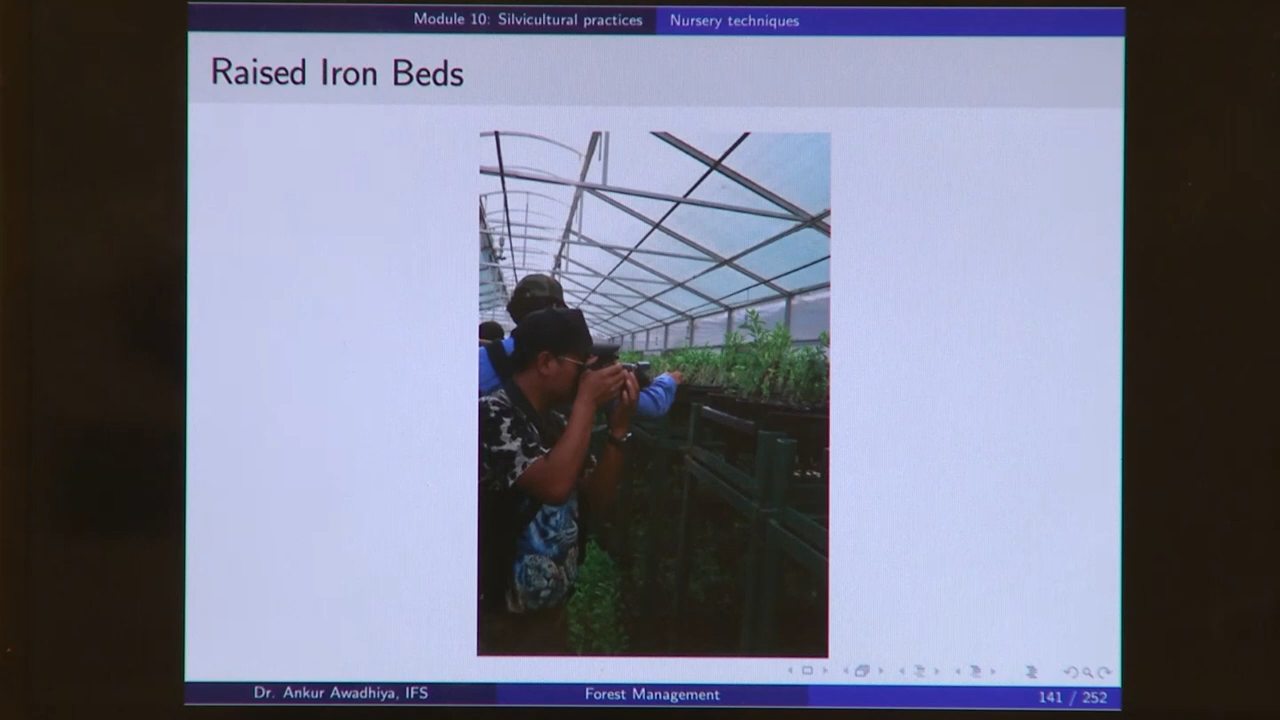 Module 10: Silvicultural practices
Nursery techniques
Raised Iron Beds
Dr. Ankur Awadhiya, IFS
Forest Management
141 / 252